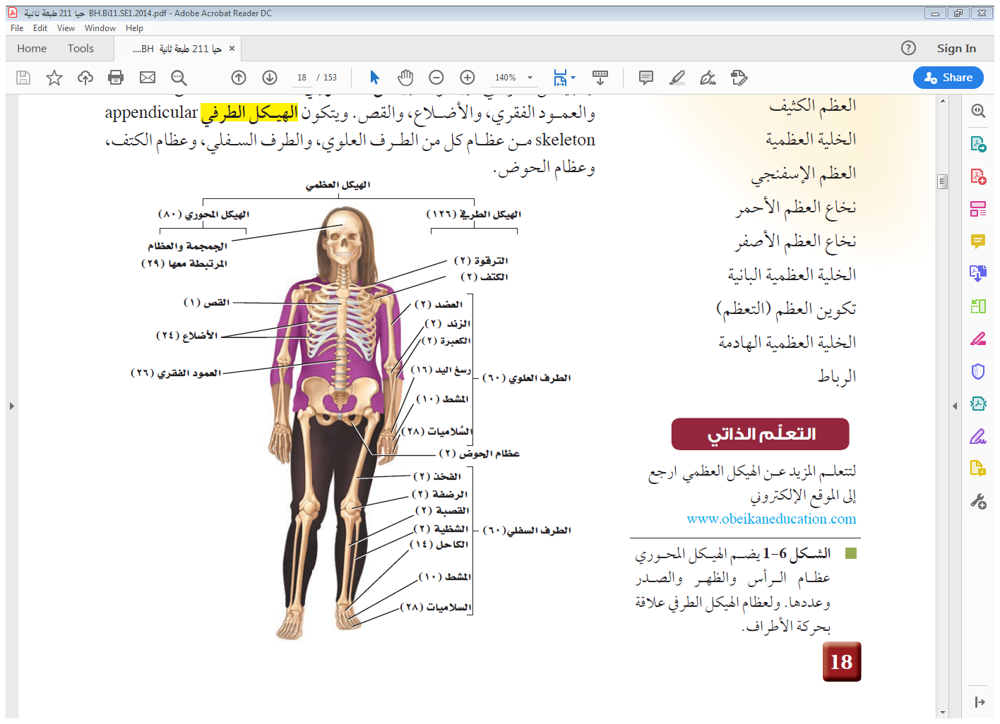 حيا 211 طبعة ثانية BH.Bi11.SE1.2014.pdf - Adobe Acrobat Reader DC
File Edit View Window Help
Home Tools حيا 211 طبعة ثانية BH.... × Sign In
18 / 153 140% Share
والعمـود الفقري، والأضـلاع، والقص. ويتكون الهيـكل الطرفي appendicular
skeleton مـن عظـام كل من الطـرف العلوي، والطرف السـفلي، وعظام الكتف،
وعظام الحوض.
العظم الكثيف
الخلية العظمية
العظم الإسفنجي
نخاع العظم الأحمر
نخاع العظم الأصفر
الخلية العظمية البانية
تكوين العظم (التعظم)
الخلية العظمية الهادمة
الرباط
الهيكل العظمي
الهيكل الطرفي (١٢٦)
الهيكل المحوري (٨٠)
الجمجمة والعظام
المرتبطة معها (٢٩)
القص (١)
الأضلاع (٢٤)
العمود الفقري (٢٦)
الترقوة (٢)
الكتف (٢)
العضد (٢)
الزند (٢)
الكعبرة (٢)
رسغ اليد (١٦)
المشط (١٠)
السُلاميات (٢٨)
الطرف العلوي (٦٠)
عظام الحوض (٢)
الفخذ (٢)
الرضفة (٢)
القصبة (٢)
الشظية (٢)
الكاحل (١٤)
المشط (١٠)
السلاميات (٢٨)
الطرف السفلي(٦٠)
التعلّم الذاتي
لتتعلـم المزيد عـن الهيكل العظمي ارجع
إلى الموقع الإلكتروني
www.obeikaneducation.com
الشـكل 6–1 يضـم الهيـكل المحـوري
عظـام الـرأس والظهـر والصـدر
وعددها. ولعظام الهيكل الطرفي علاقة
بحركة الأطراف.
18